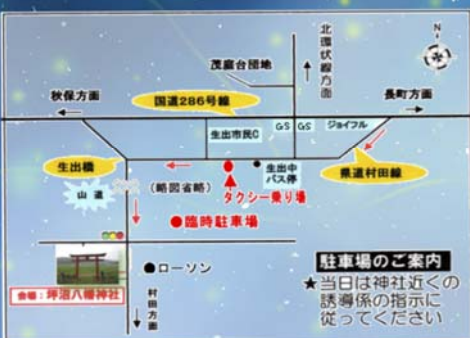 N
北環状線方面
茂庭台団地
秋保方面
国道286号線
長町方面
生出市民C
GS
GS
ジョイフル
生出橋
生出中
バス停
県道村田線
山道
(略図省略)
タクシー乗り場
●臨時駐車場
●ローソン
会場:坪沼八幡神社
村田方面
駐車場のご案内
★当日は神社近くの
誘導係の指示に
従ってください